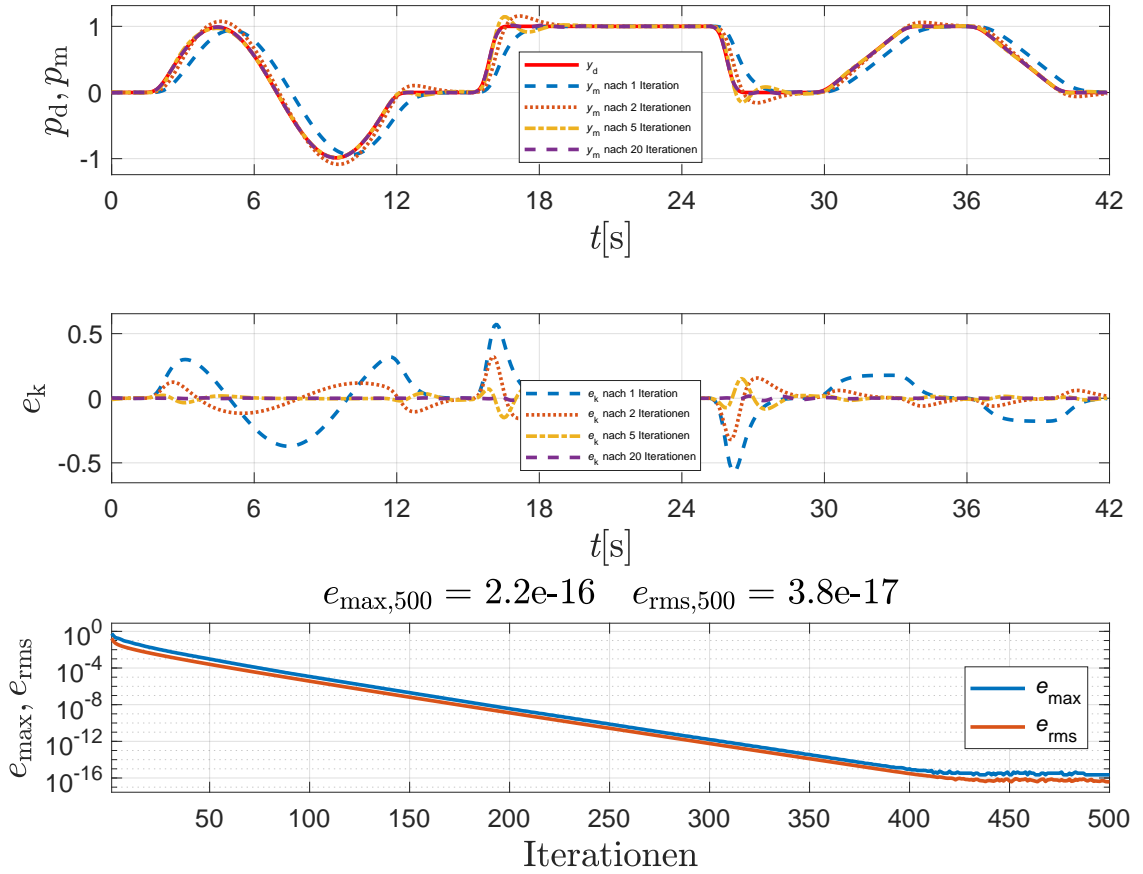 1
0
-1
p_d, p_m
y_d
y_m nach 1 Iteration
y_m nach 2 Iterationen
y_m nach 5 Iterationen
y_m nach 20 Iterationen
0 6 12 18 24 30 36 42
t[s]
0.5
0
-0.5
e_k
e_k nach 1 Iteration
e_k nach 2 Iterationen
e_k nach 5 Iterationen
e_k nach 20 Iterationen
0 6 12 18 24 30 36 42
t[s]
e_max,500 = 2.2e-16 e_rms,500 = 3.8e-17
10^0
10^-4
10^-8
10^-12
10^-16
e_max, e_rms
e_max
e_rms
50 100 150 200 250 300 350 400 450 500
Iterationen